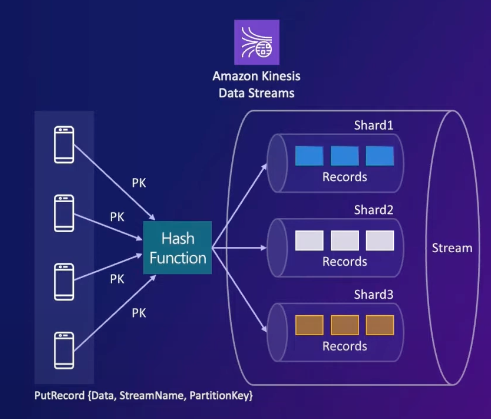 Amazon Kinesis
Data Streams
Shard1
Records
PK
PK
PK
PK
Hash
Function
Shard2
Records
Stream
Shard3
Records
PutRecord {Data, StreamName, PartitionKey}